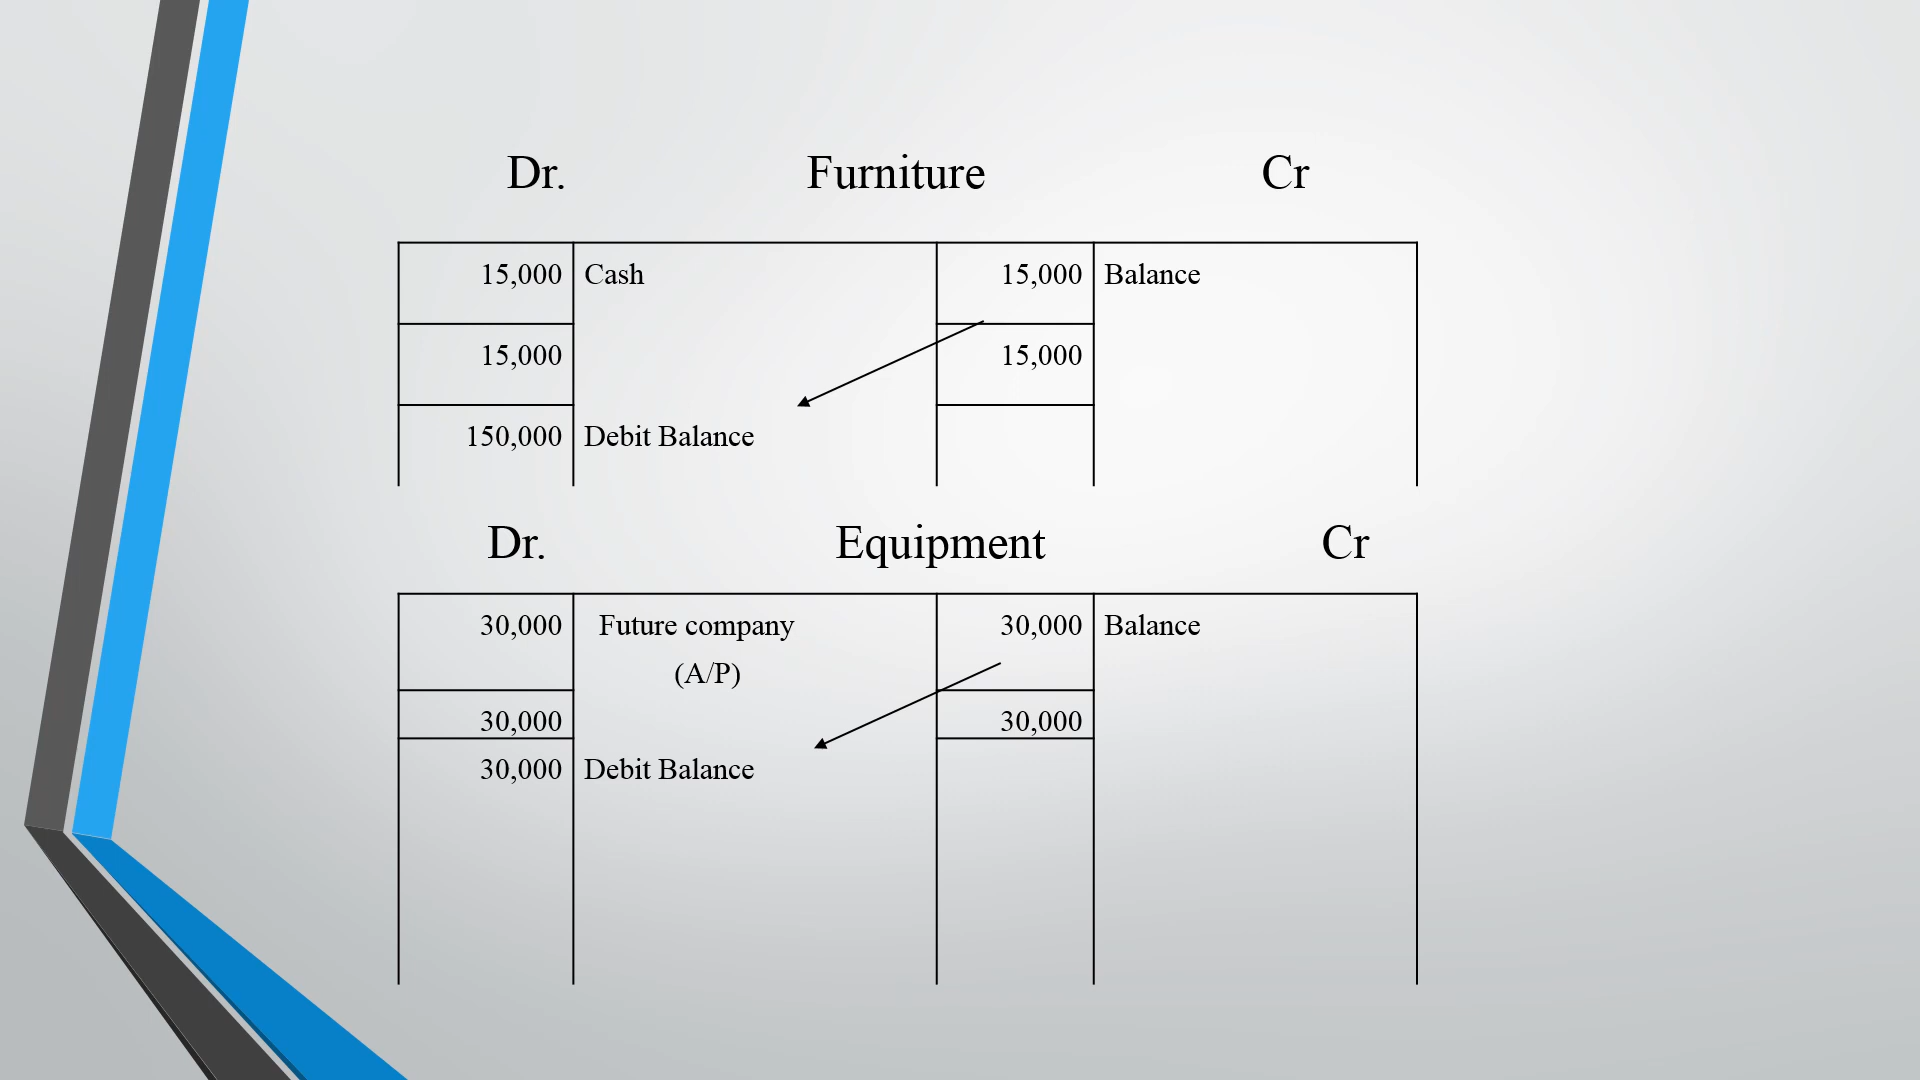 Dr. Furniture Cr
15,000 Cash 15,000 Balance
15,000 15,000
150,000 Debit Balance
Dr. Equipment Cr
30,000 Future company 30,000 Balance
(A/P)
30,000 30,000
30,000 Debit Balance